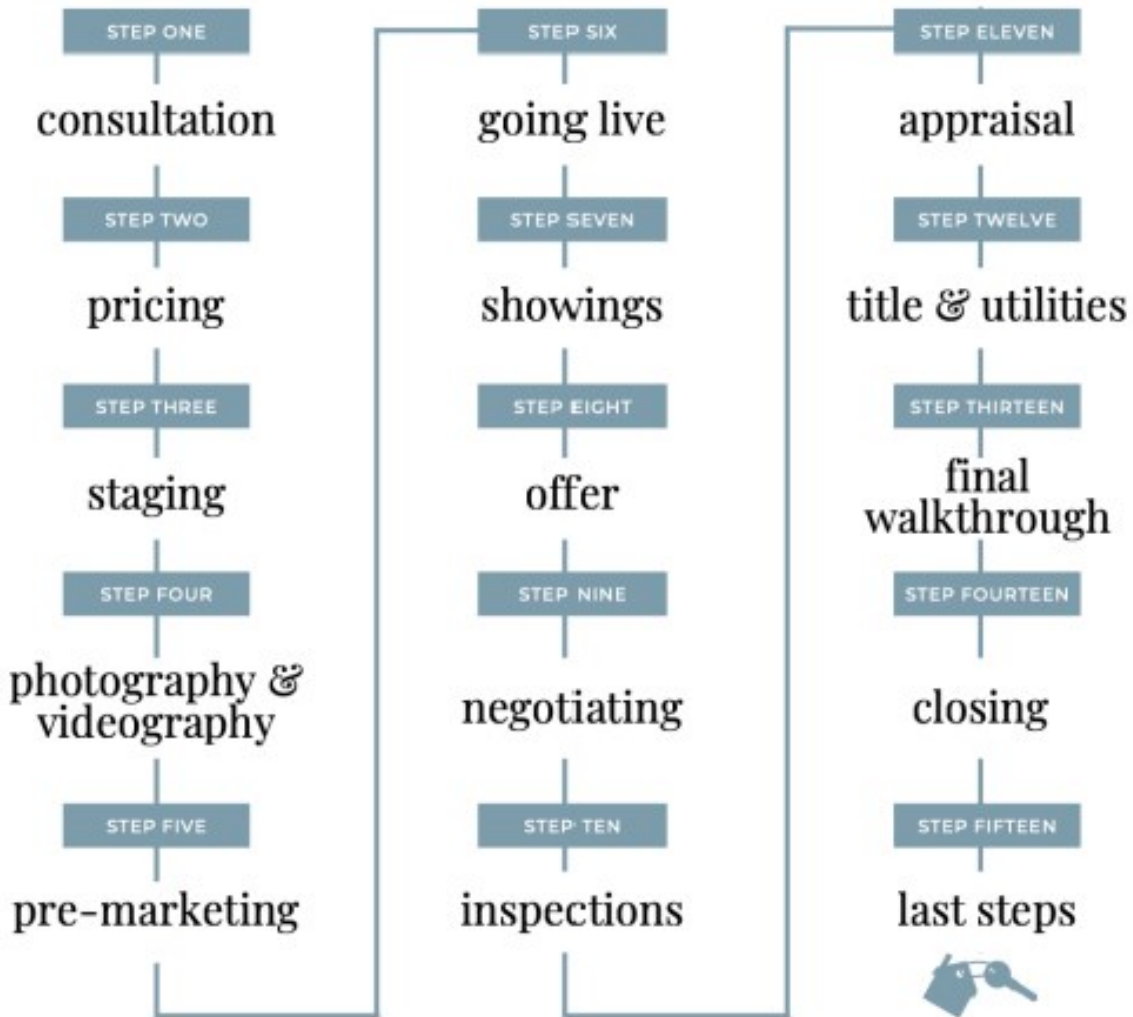 STEP ONE
consultation
STEP TWO
pricing
STEP THREE
staging
STEP FOUR
photography &
videography
STEP FIVE
pre-marketing
STEP SIX
going live
STEP SEVEN
showings
STEP EIGHT
offer
STEP NINE
negotiating
STEP TEN
inspections
STEP ELEVEN
appraisal
STEP TWELVE
title & utilities
STEP THIRTEEN
final
walkthrough
STEP FOURTEEN
closing
STEP FIFTEEN
last steps